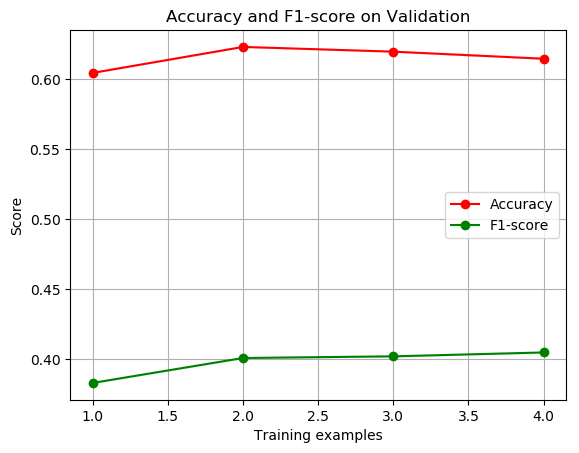 Accuracy and F1-score on Validation
Score
0.60
0.55
0.50
0.45
0.40
Accuracy
F1-score
1.0 1.5 2.0 2.5 3.0 3.5 4.0
Training examples